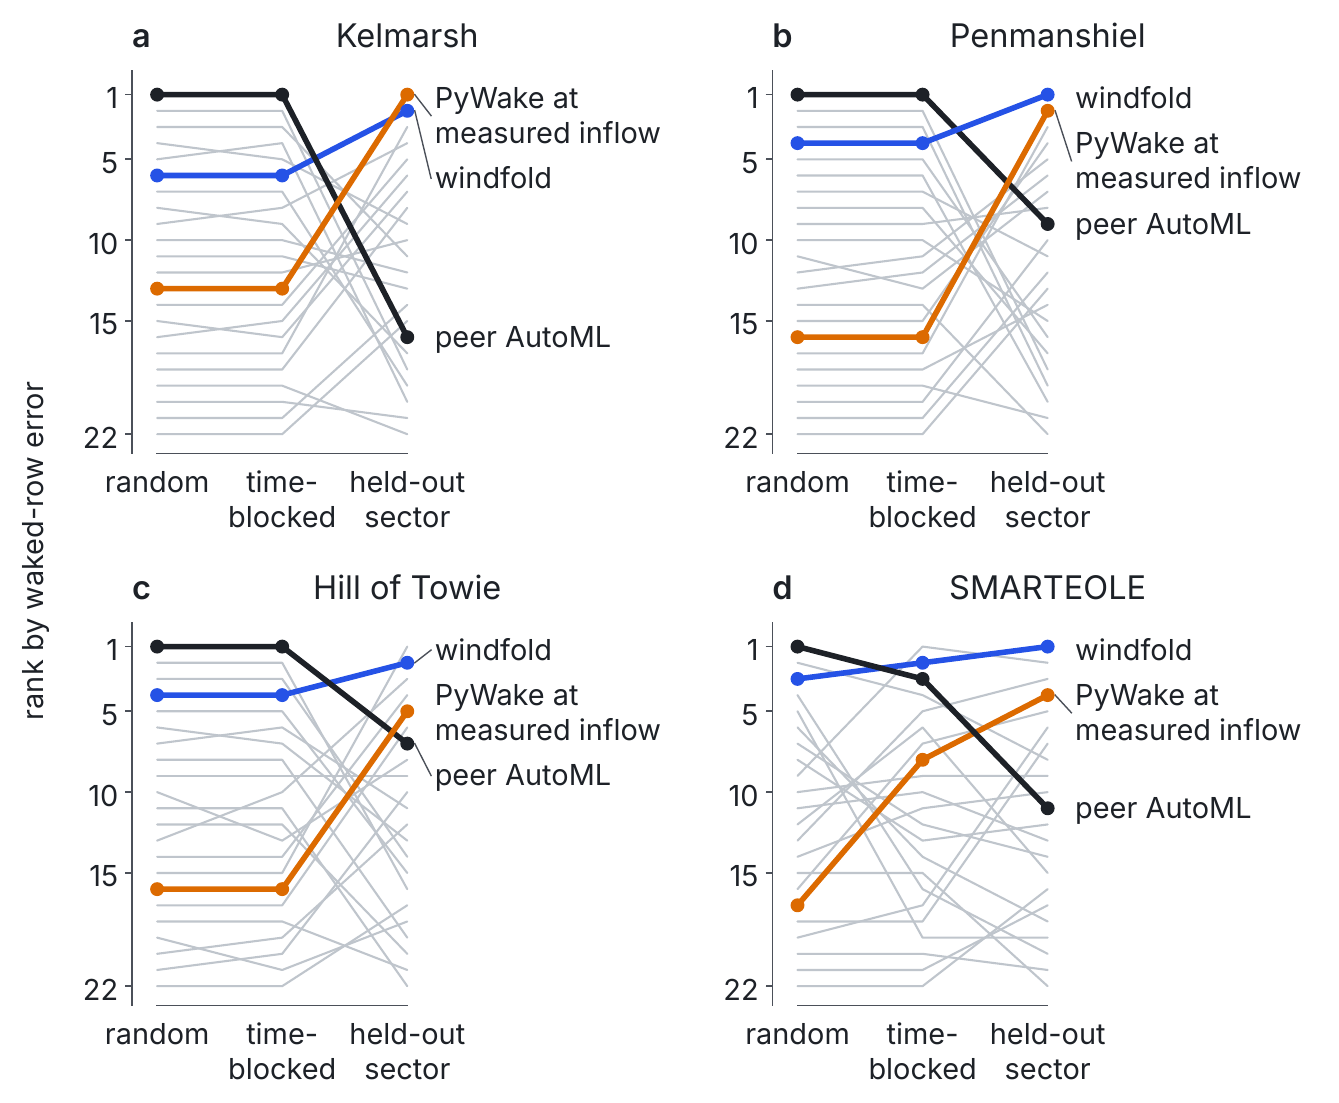 rank by waked-row error
a
Kelmarsh
1
5
10
15
22
PyWake at
measured inflow
windfold
peer AutoML
random
time-
blocked
held-out
sector
b
Penmanshiel
1
5
10
15
22
windfold
PyWake at
measured inflow
peer AutoML
random
time-
blocked
held-out
sector
c
Hill of Towie
1
5
10
15
22
windfold
PyWake at
measured inflow
peer AutoML
random
time-
blocked
held-out
sector
d
SMARTEOLE
1
5
10
15
22
windfold
PyWake at
measured inflow
peer AutoML
random
time-
blocked
held-out
sector